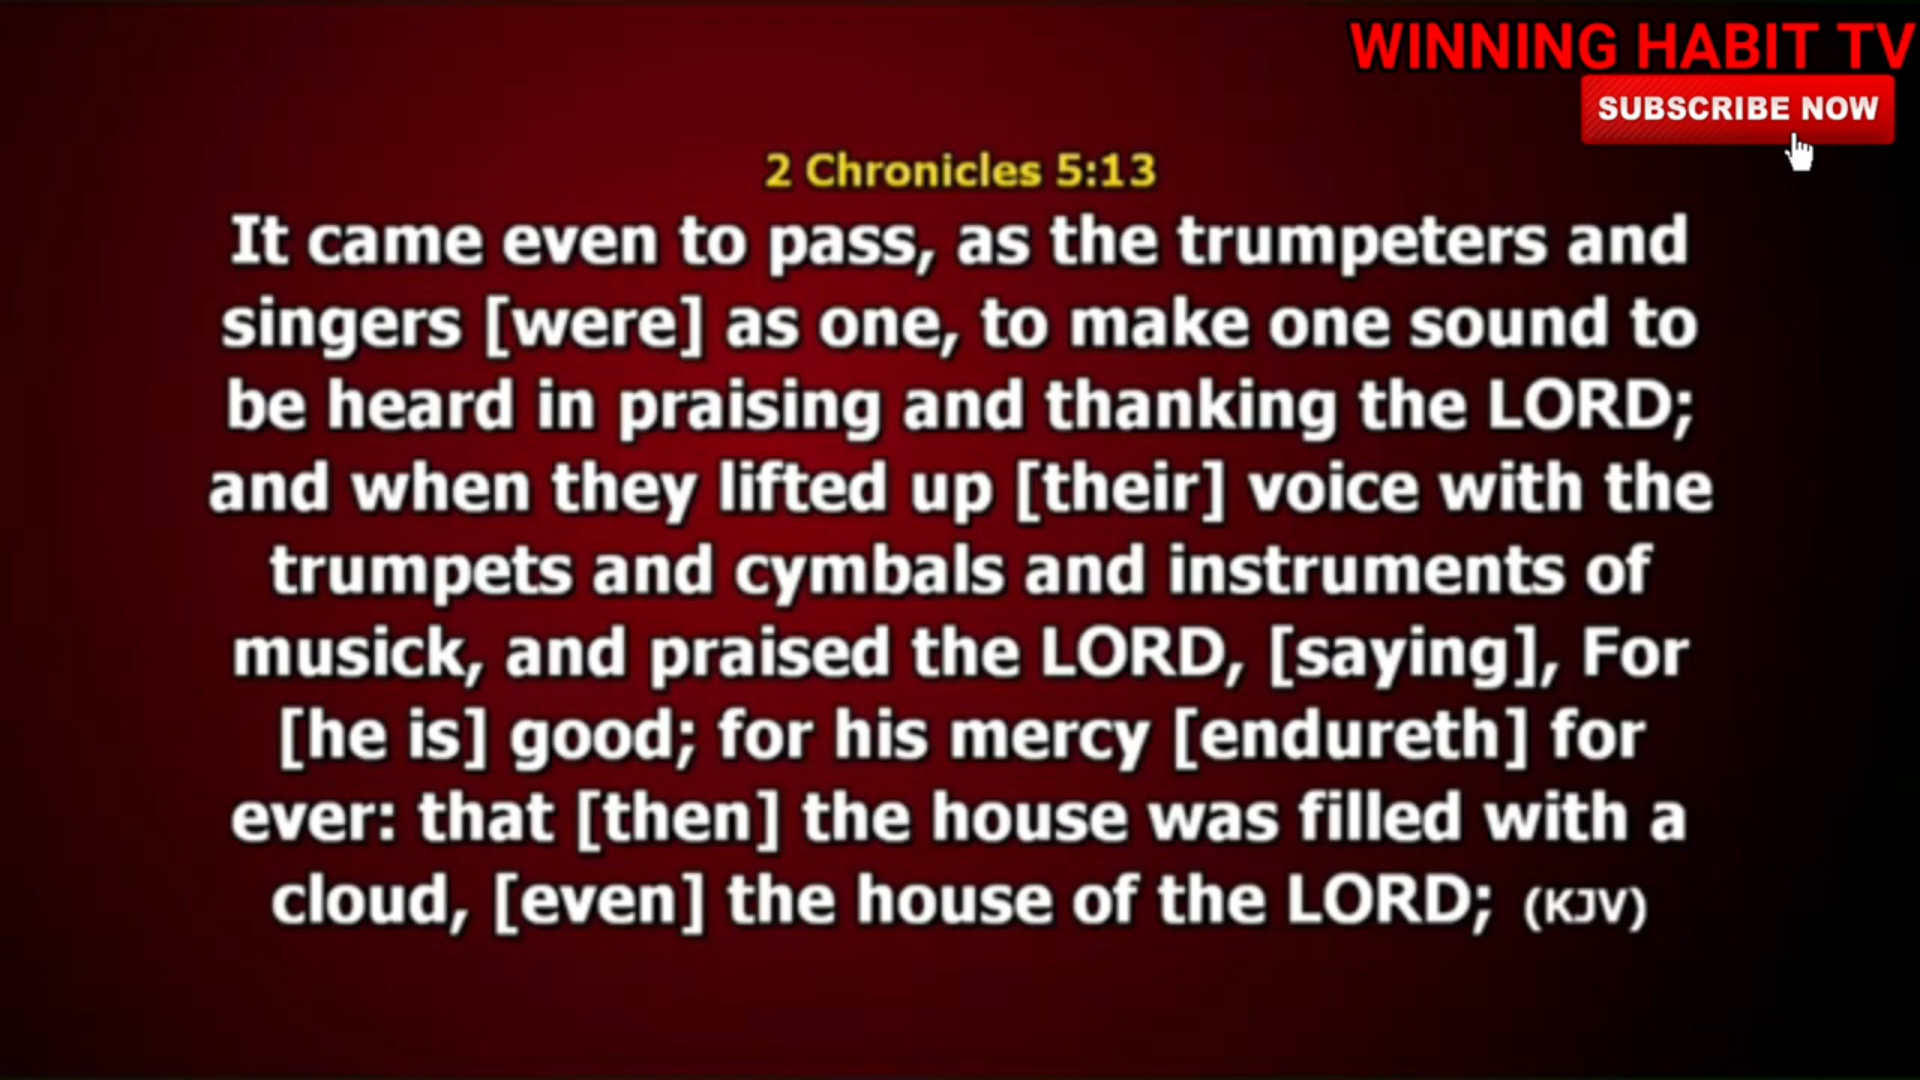 WINNING HABIT TV
SUBSCRIBE NOW
2 Chronicles 5:13
It came even to pass, as the trumpeters and
singers [were] as one, to make one sound to
be heard in praising and thanking the LORD;
and when they lifted up [their] voice with the
trumpets and cymbals and instruments of
musick, and praised the LORD, [saying], For
[he is] good; for his mercy [endureth] for
ever: that [then] the house was filled with a
cloud, [even] the house of the LORD; (KJV)